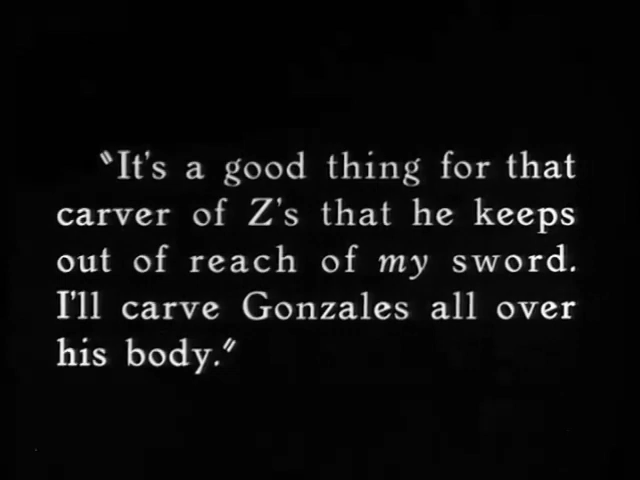 "It's a good thing for that
carver of Z's that he keeps
out of reach of my sword.
I'll carve Gonzales all over
his body."